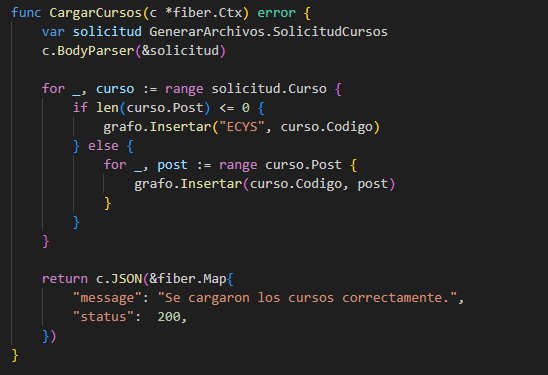 func CargarCursos(c *fiber.Ctx) error {
    var solicitud GenerarArchivos.SolicitudCursos
    c.BodyParser(&solicitud)

    for _, curso := range solicitud.Curso {
        if len(curso.Post) <= 0 {
            grafo.Insertar("ECYS", curso.Codigo)
        } else {
            for _, post := range curso.Post {
                grafo.Insertar(curso.Codigo, post)
            }
        }
    }

    return c.JSON(&fiber.Map{
        "message": "Se cargaron los cursos correctamente.",
        "status":  200,
    })
}